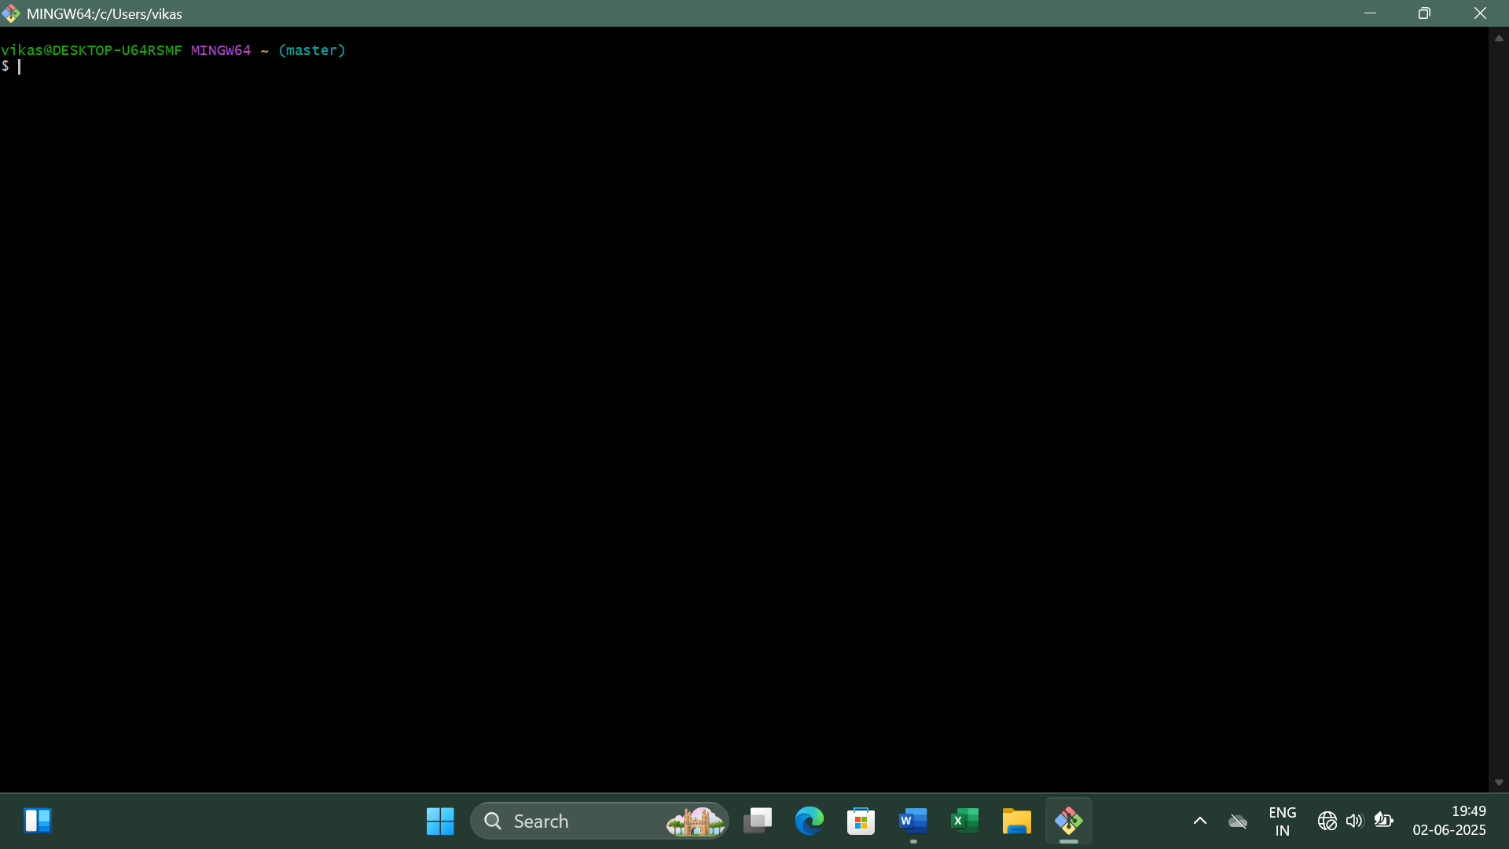 MINGW64:/c/Users/vikas
vikas@DESKTOP-U64RSMF MINGW64 ~ (master)
$
Search
ENG
IN
19:49
02-06-2025